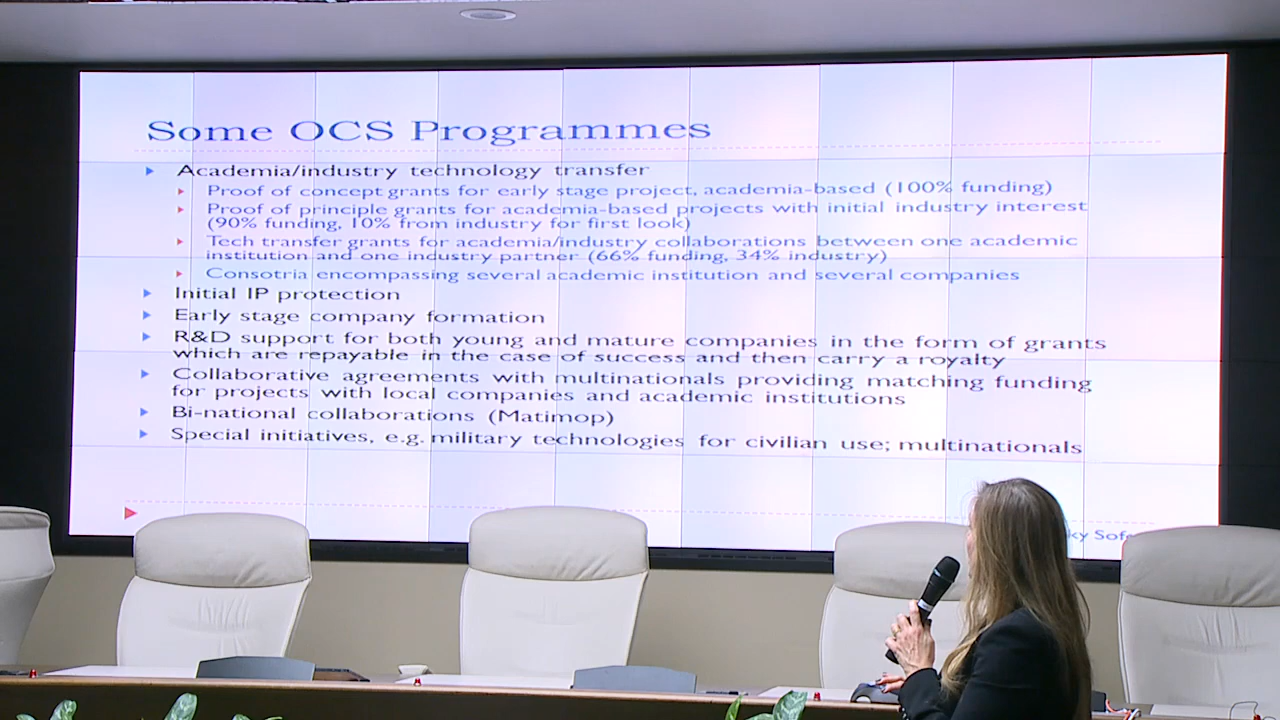 Some OCS Programmes
Academia/industry technology transfer
Proof of concept grants for early stage project, academia-based (100% funding)
Proof of principle grants for academia-based projects with initial industry interest
(90% funding, 10% from industry for first look)
Tech transfer grants for academia/industry collaborations between one academic
institution and one industry partner (66% funding, 34% industry)
Consotria encompassing several academic institution and several companies
Initial IP protection
Early stage company formation
R&D support for both young and mature companies in the form of grants
which are repayable in the case of success and then carry a royalty
Collaborative agreements with multinationals providing matching funding
for projects with local companies and academic institutions
Bi-national collaborations (Matimop)
Special initiatives, e.g. military technologies for civilian use; multinationals